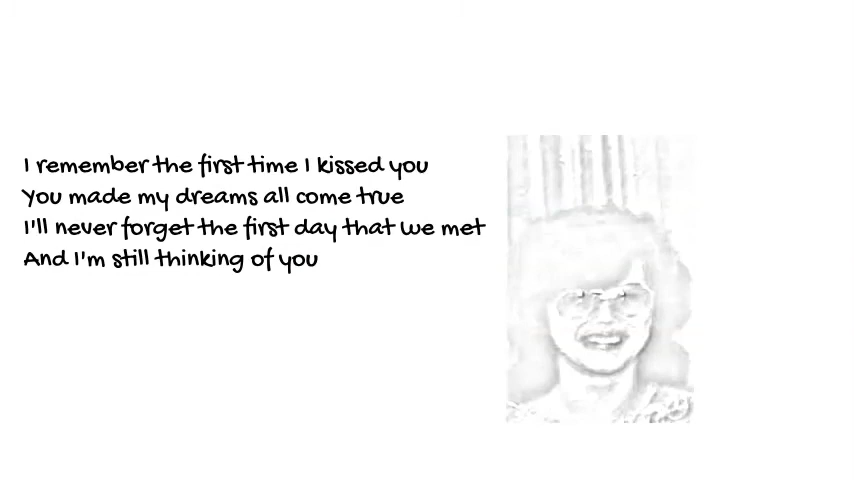 I remember the first time I kissed you
You made my dreams all come true
I'll never forget the first day that we met
And I'm still thinking of you